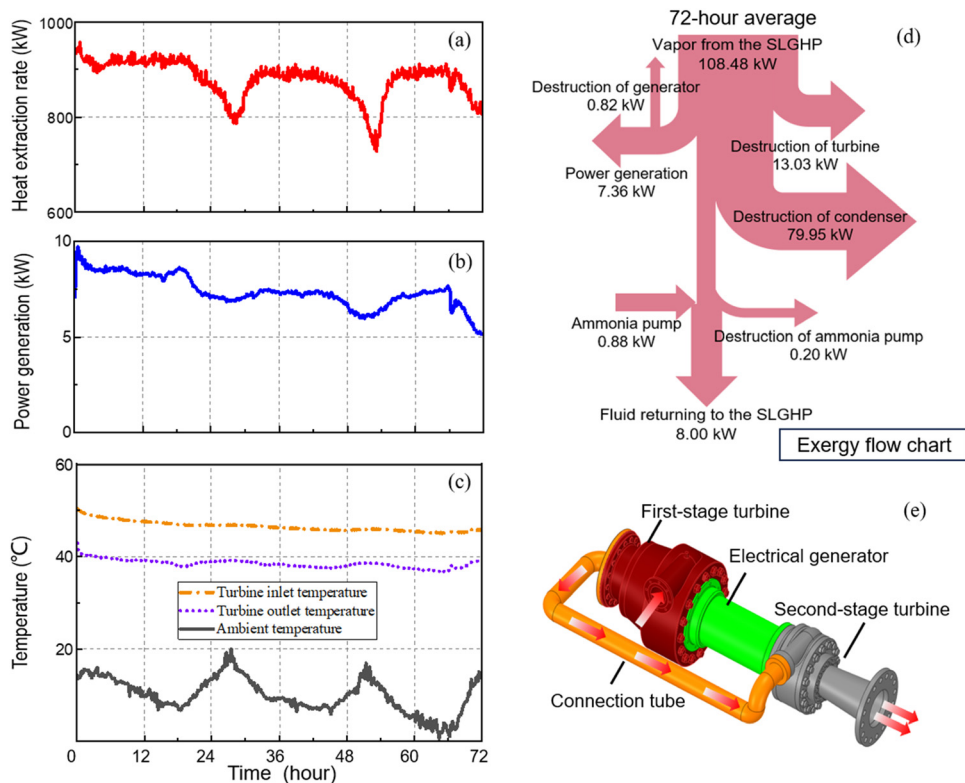 (a)
Heat extraction rate (kW)
1000
800
600
(b)
Power generation (kW)
10
5
0
(c)
Temperature (℃)
60
40
20
Turbine inlet temperature
Turbine outlet temperature
Ambient temperature
0
12
24
36
48
60
72
Time (hour)
72-hour average
(d)
Vapor from the SLGHP
108.48 kW
Destruction of generator
0.82 kW
Power generation
7.36 kW
Destruction of turbine
13.03 kW
Destruction of condenser
79.95 kW
Ammonia pump
0.88 kW
Destruction of ammonia pump
0.20 kW
Fluid returning to the SLGHP
8.00 kW
Exergy flow chart
(e)
First-stage turbine
Electrical generator
Second-stage turbine
Connection tube